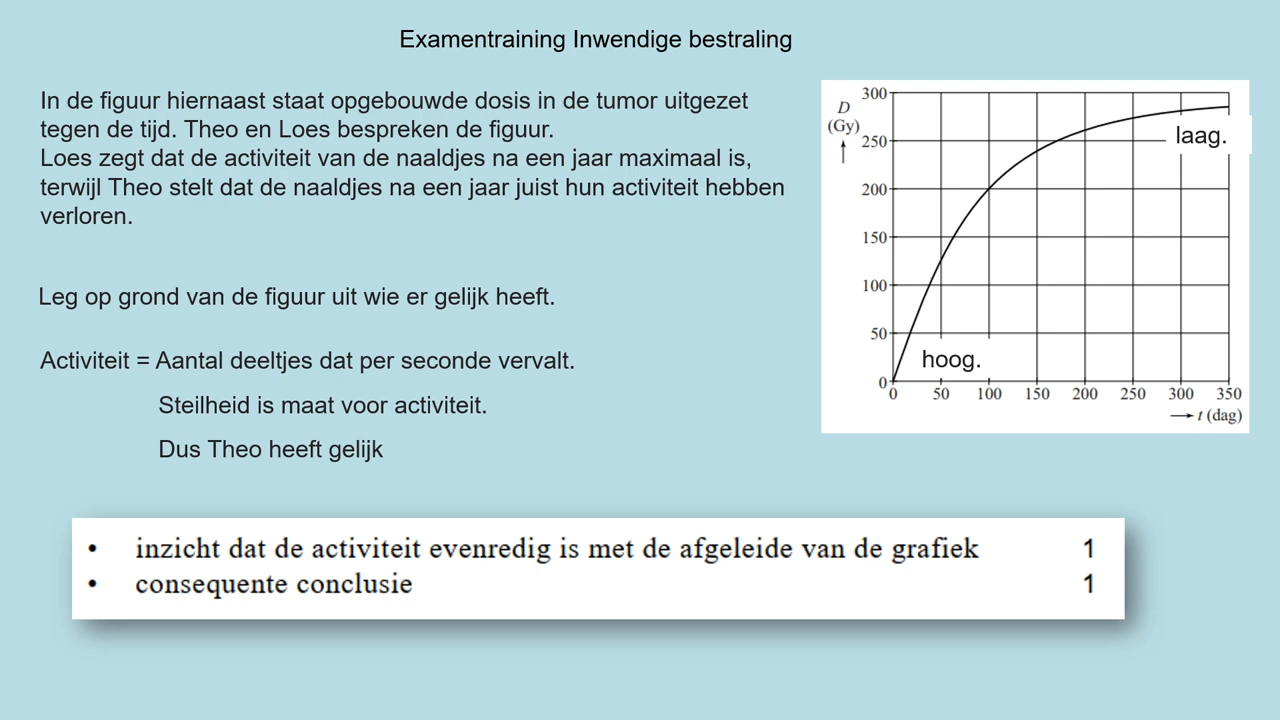 Examentraining Inwendige bestraling
In de figuur hiernaast staat opgebouwde dosis in de tumor uitgezet
tegen de tijd. Theo en Loes bespreken de figuur.
Loes zegt dat de activiteit van de naaldjes na een jaar maximaal is,
terwijl Theo stelt dat de naaldjes na een jaar juist hun activiteit hebben
verloren.
Leg op grond van de figuur uit wie er gelijk heeft.
Activiteit = Aantal deeltjes dat per seconde vervalt.
Steilheid is maat voor activiteit.
Dus Theo heeft gelijk
D
(Gy)
300
250
200
150
100
50
0
laag.
hoog.
0 50 100 150 200 250 300 350
t (dag)
• inzicht dat de activiteit evenredig is met de afgeleide van de grafiek 1
• consequente conclusie 1